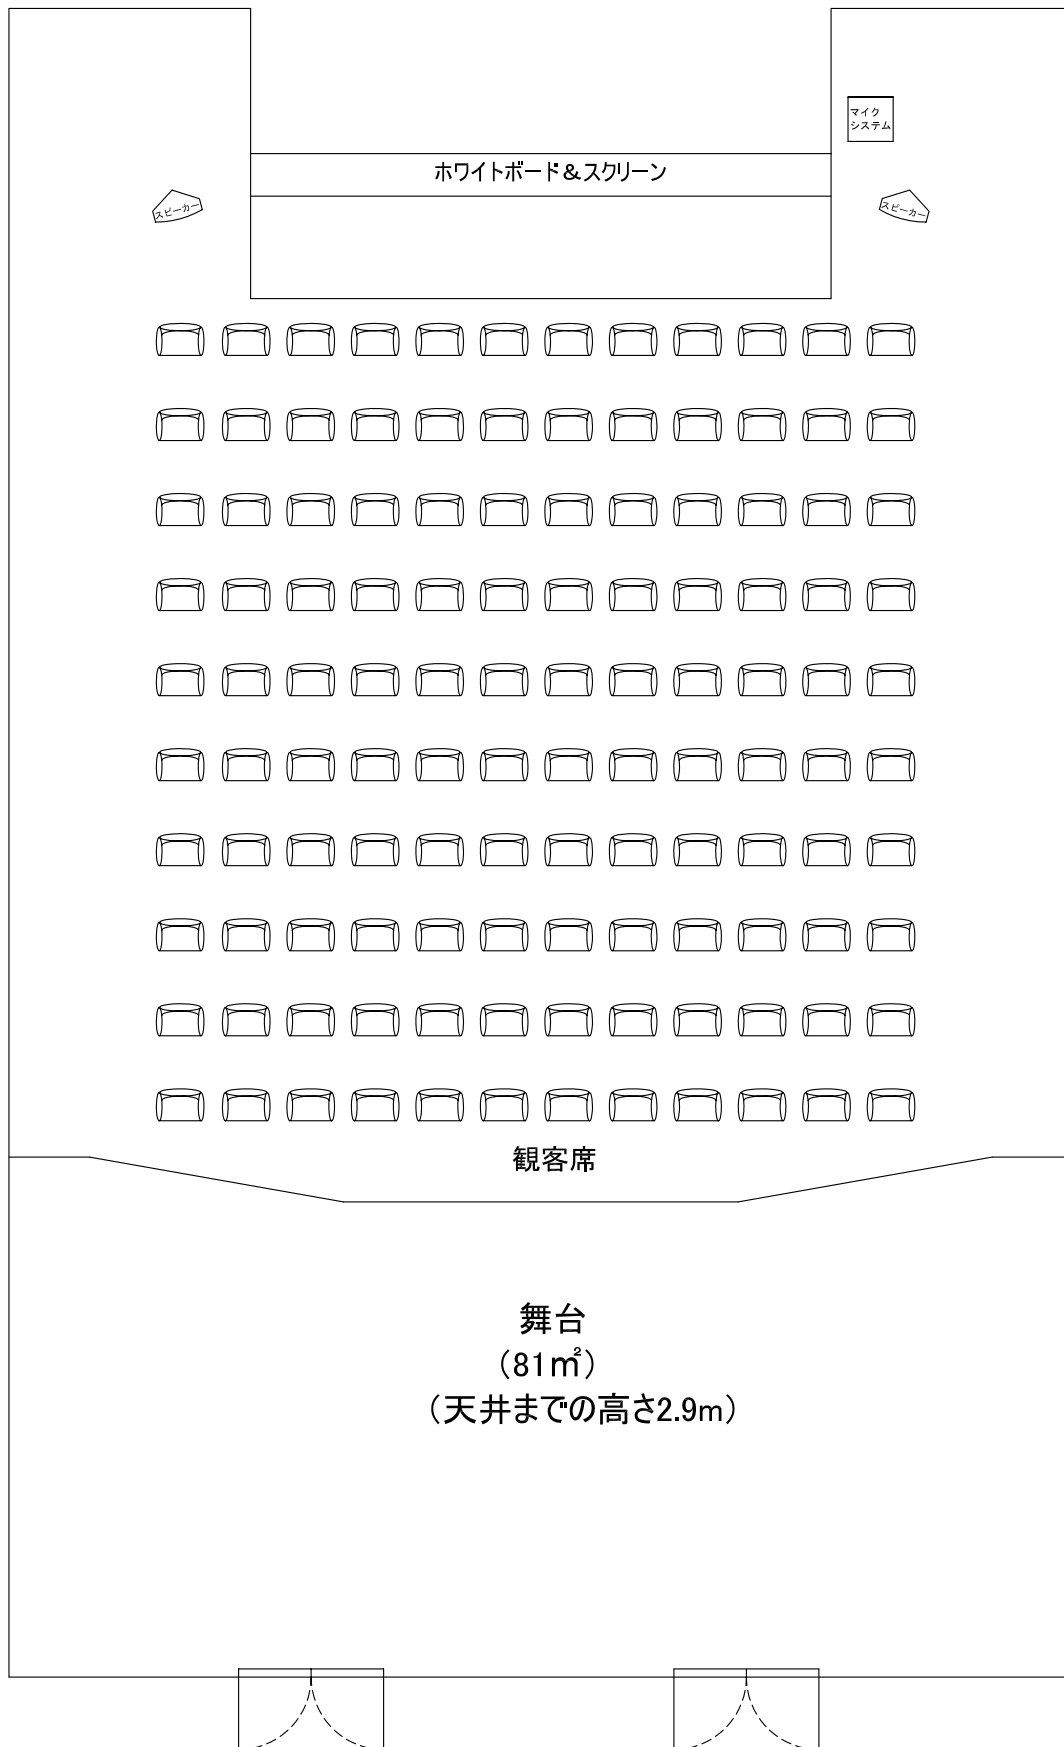 マイク
システム
ホワイトボード＆スクリーン
スピーカー
スピーカー
観客席
舞台
（81㎡）
（天井までの高さ2.9m）